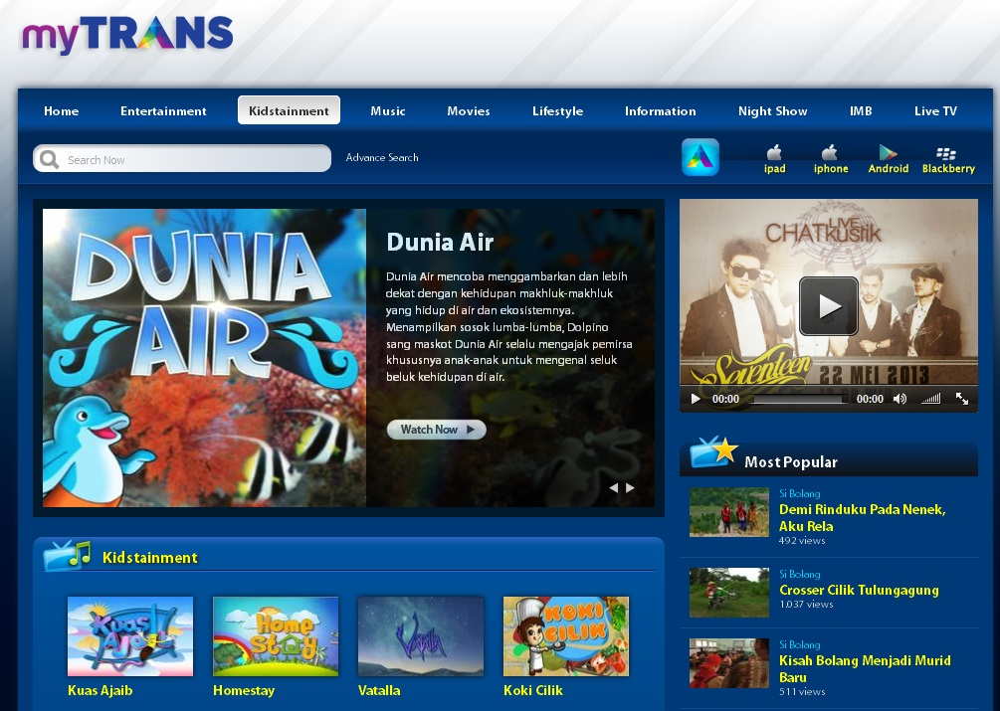 myTRANS
Home Entertainment Kidstainment Music Movies Lifestyle Information Night Show IMB Live TV
Search Now Advance Search
ipad iphone Android Blackberry
DUNIA
AIR
Dunia Air
Dunia Air mencoba menggambarkan dan lebih
dekat dengan kehidupan makhluk-makhluk
yang hidup di air dan ekosistemnya.
Menampilkan sosok lumba-lumba, Dolpino
sang maskot Dunia Air selalu mengajak pemirsa
khususnya anak-anak untuk mengenal seluk
beluk kehidupan di air.
Watch Now
LIVE
CHATkustik
Seventeen
22 MEI 2013
00:00 00:00
Most Popular
Si Bolang
Demi Rinduku Pada Nenek,
Aku Rela
492 views
Si Bolang
Crosser Cilik Tulungagung
1.037 views
Si Bolang
Kisah Bolang Menjadi Murid
Baru
511 views
Kidstainment
Kuas
Ajaib
Home
Stay
Vatalla
KOKI
CILIK
Kuas Ajaib Homestay Vatalla Koki Cilik